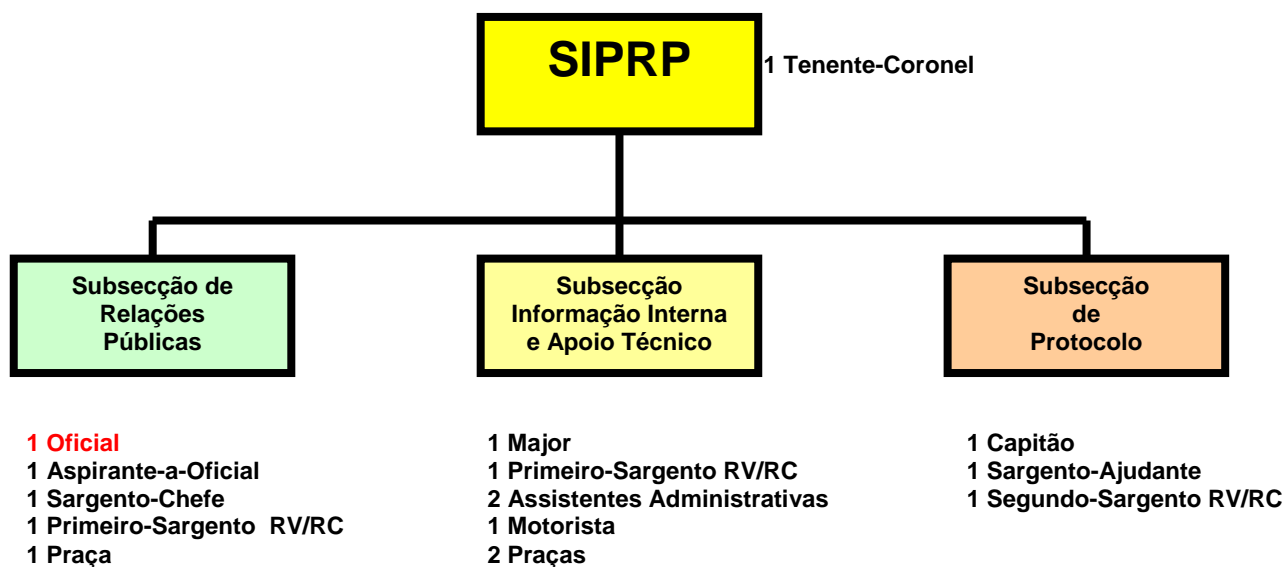 SIPRP
1 Tenente-Coronel
Subsecção de
Relações
Públicas
Subsecção
Informação Interna
e Apoio Técnico
Subsecção
de
Protocolo
1 Oficial
1 Aspirante-a-Oficial
1 Sargento-Chefe
1 Primeiro-Sargento RV/RC
1 Praça
1 Major
1 Primeiro-Sargento RV/RC
2 Assistentes Administrativas
1 Motorista
2 Praças
1 Capitão
1 Sargento-Ajudante
1 Segundo-Sargento RV/RC